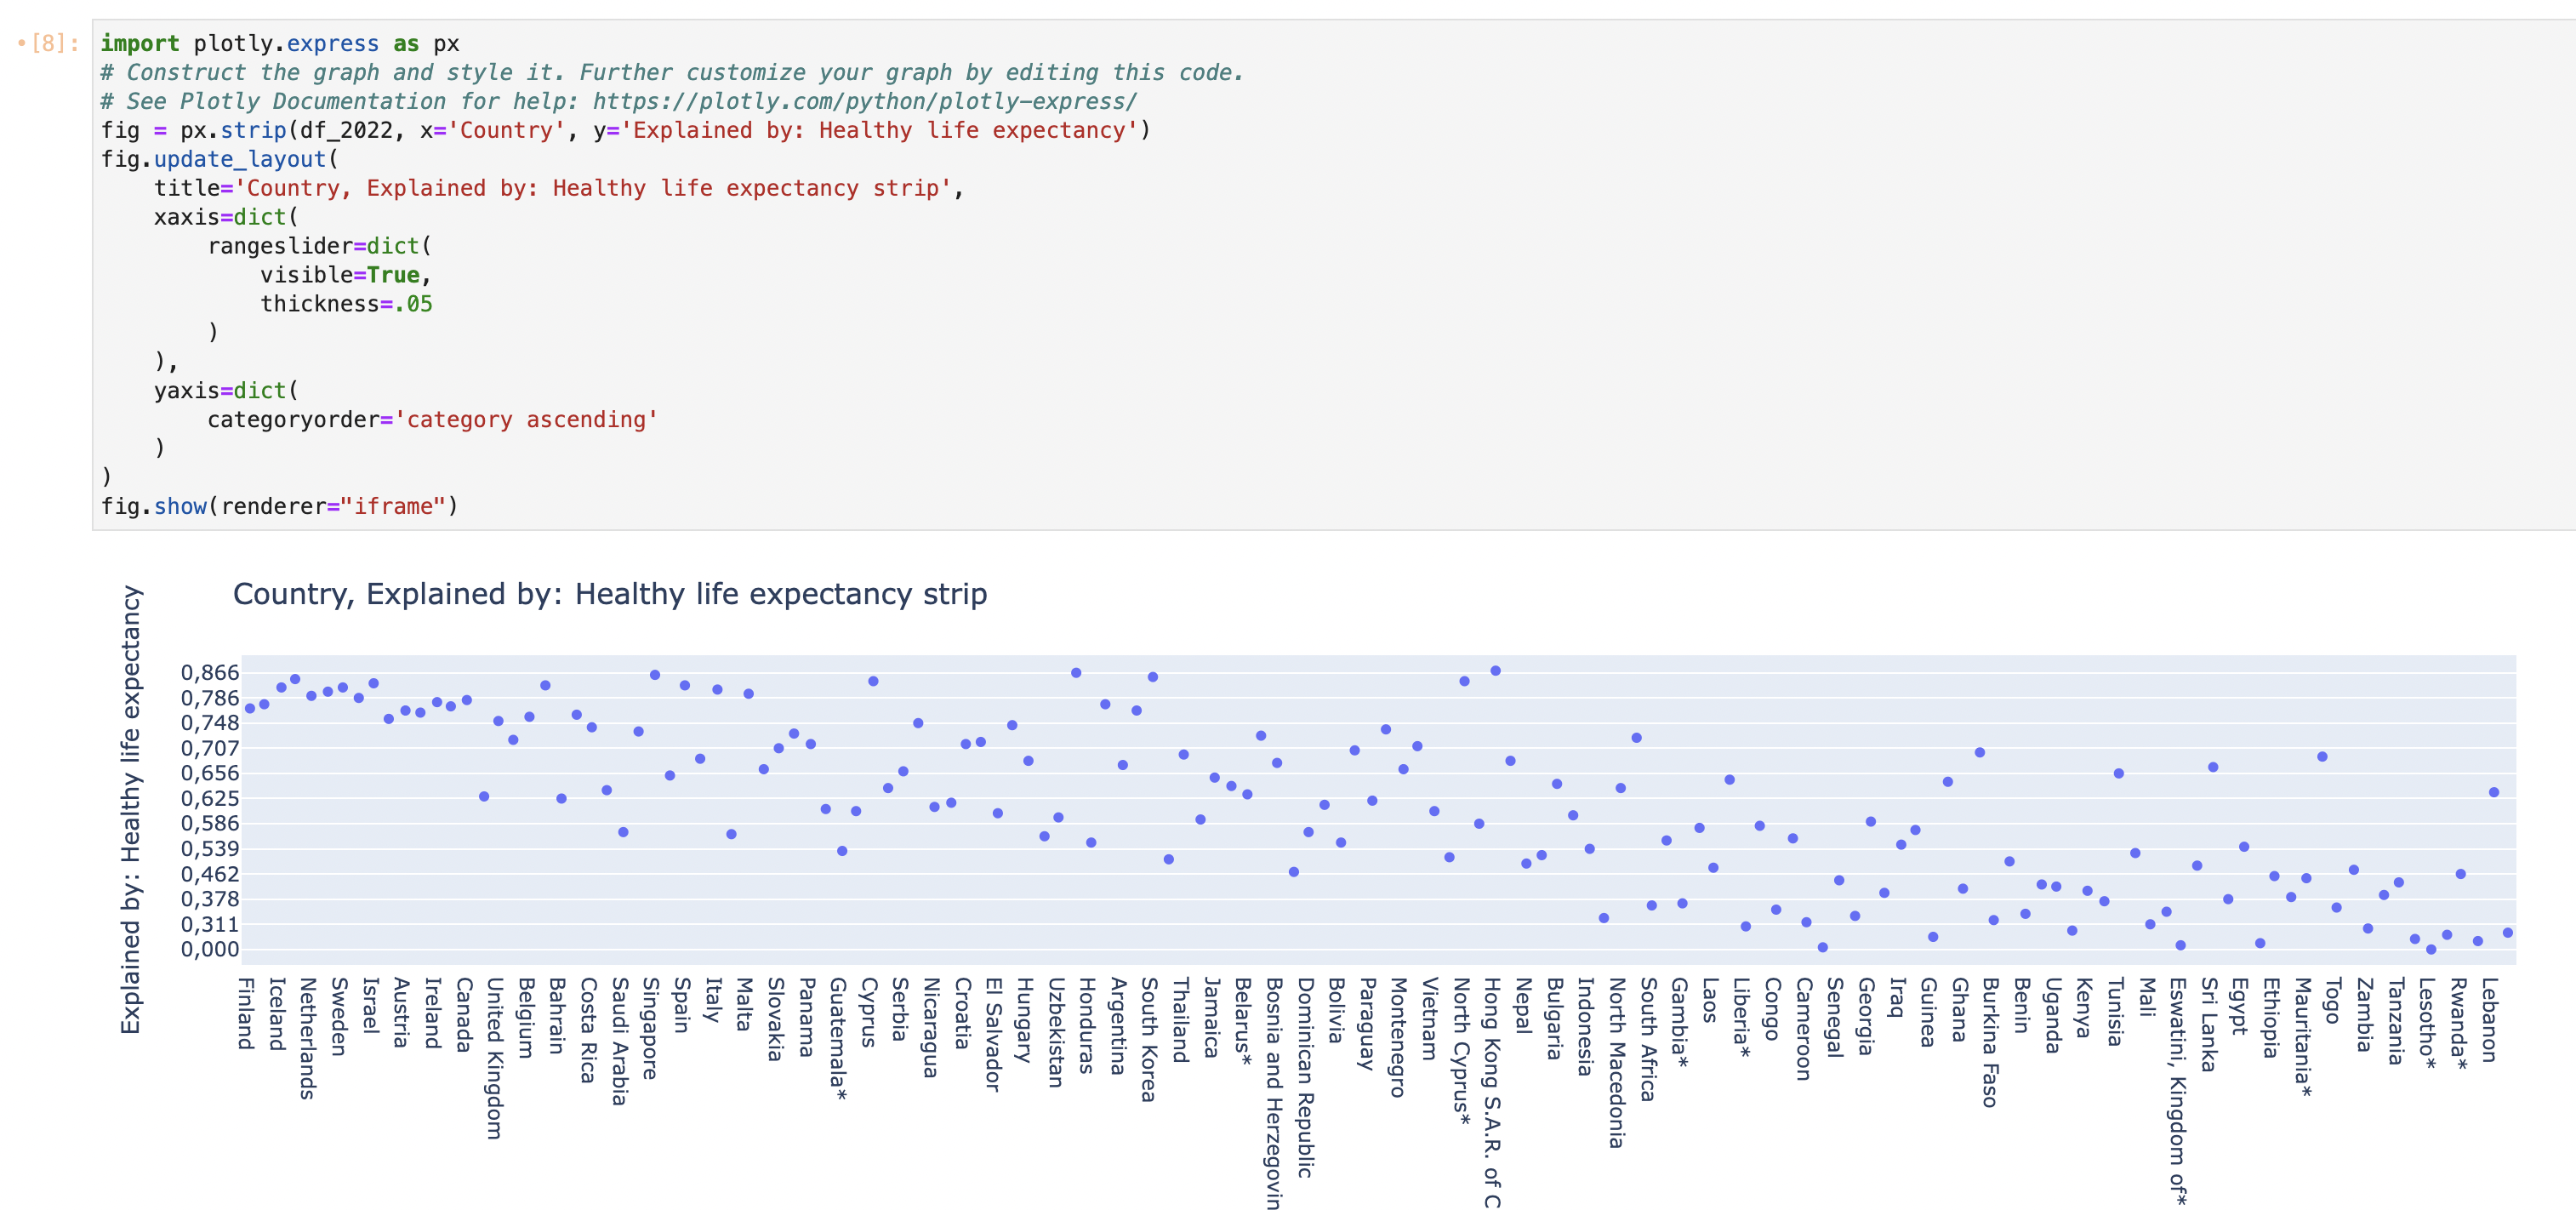 •[8]:
import plotly.express as px
# Construct the graph and style it. Further customize your graph by editing this code.
# See Plotly Documentation for help: https://plotly.com/python/plotly-express/
fig = px.strip(df_2022, x='Country', y='Explained by: Healthy life expectancy')
fig.update_layout(
    title='Country, Explained by: Healthy life expectancy strip',
    xaxis=dict(
        rangeslider=dict(
            visible=True,
            thickness=.05
        )
    ),
    yaxis=dict(
        categoryorder='category ascending'
    )
)
fig.show(renderer="iframe")
Country, Explained by: Healthy life expectancy strip
Explained by: Healthy life expectancy
0,866
0,786
0,748
0,707
0,656
0,625
0,586
0,539
0,462
0,378
0,311
0,000
Finland
Iceland
Netherlands
Sweden
Israel
Austria
Ireland
Canada
United Kingdom
Belgium
Bahrain
Costa Rica
Saudi Arabia
Singapore
Spain
Italy
Malta
Slovakia
Panama
Guatemala*
Cyprus
Serbia
Nicaragua
Croatia
El Salvador
Hungary
Uzbekistan
Honduras
Argentina
South Korea
Thailand
Jamaica
Belarus*
Bosnia and Herzegovin
Dominican Republic
Bolivia
Paraguay
Montenegro
Vietnam
North Cyprus*
Hong Kong S.A.R. of C
Nepal
Bulgaria
Indonesia
North Macedonia
South Africa
Gambia*
Laos
Liberia*
Congo
Cameroon
Senegal
Georgia
Iraq
Guinea
Ghana
Burkina Faso
Benin
Uganda
Kenya
Tunisia
Mali
Eswatini, Kingdom of*
Sri Lanka
Egypt
Ethiopia
Mauritania*
Togo
Zambia
Tanzania
Lesotho*
Rwanda*
Lebanon